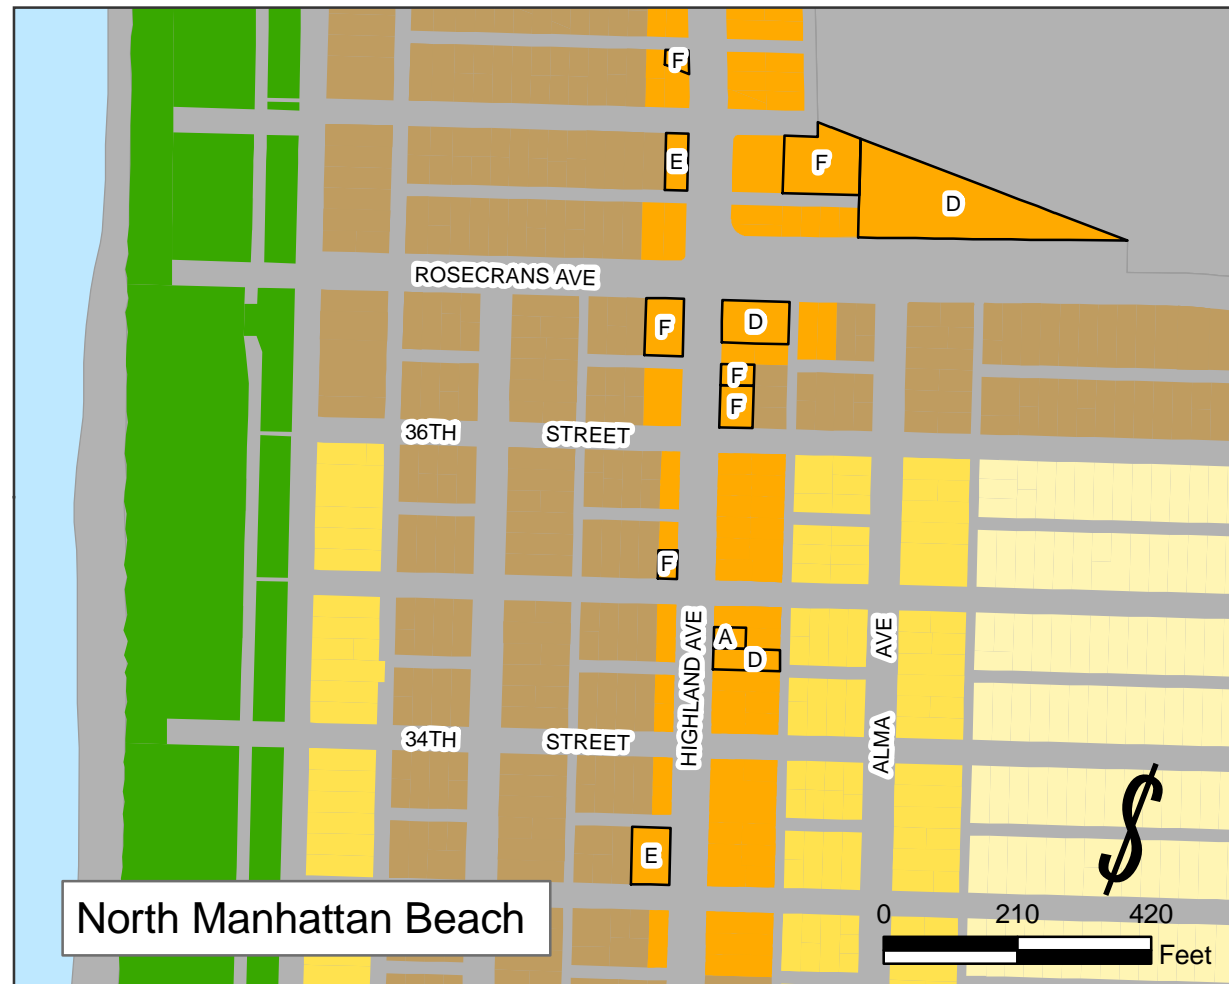 F
E
F
D
ROSECRANS AVE
F
D
F
F
36TH STREET
F
HIGHLAND AVE
A
D
ALMA AVE
34TH STREET
E
North Manhattan Beach
0 210 420
Feet